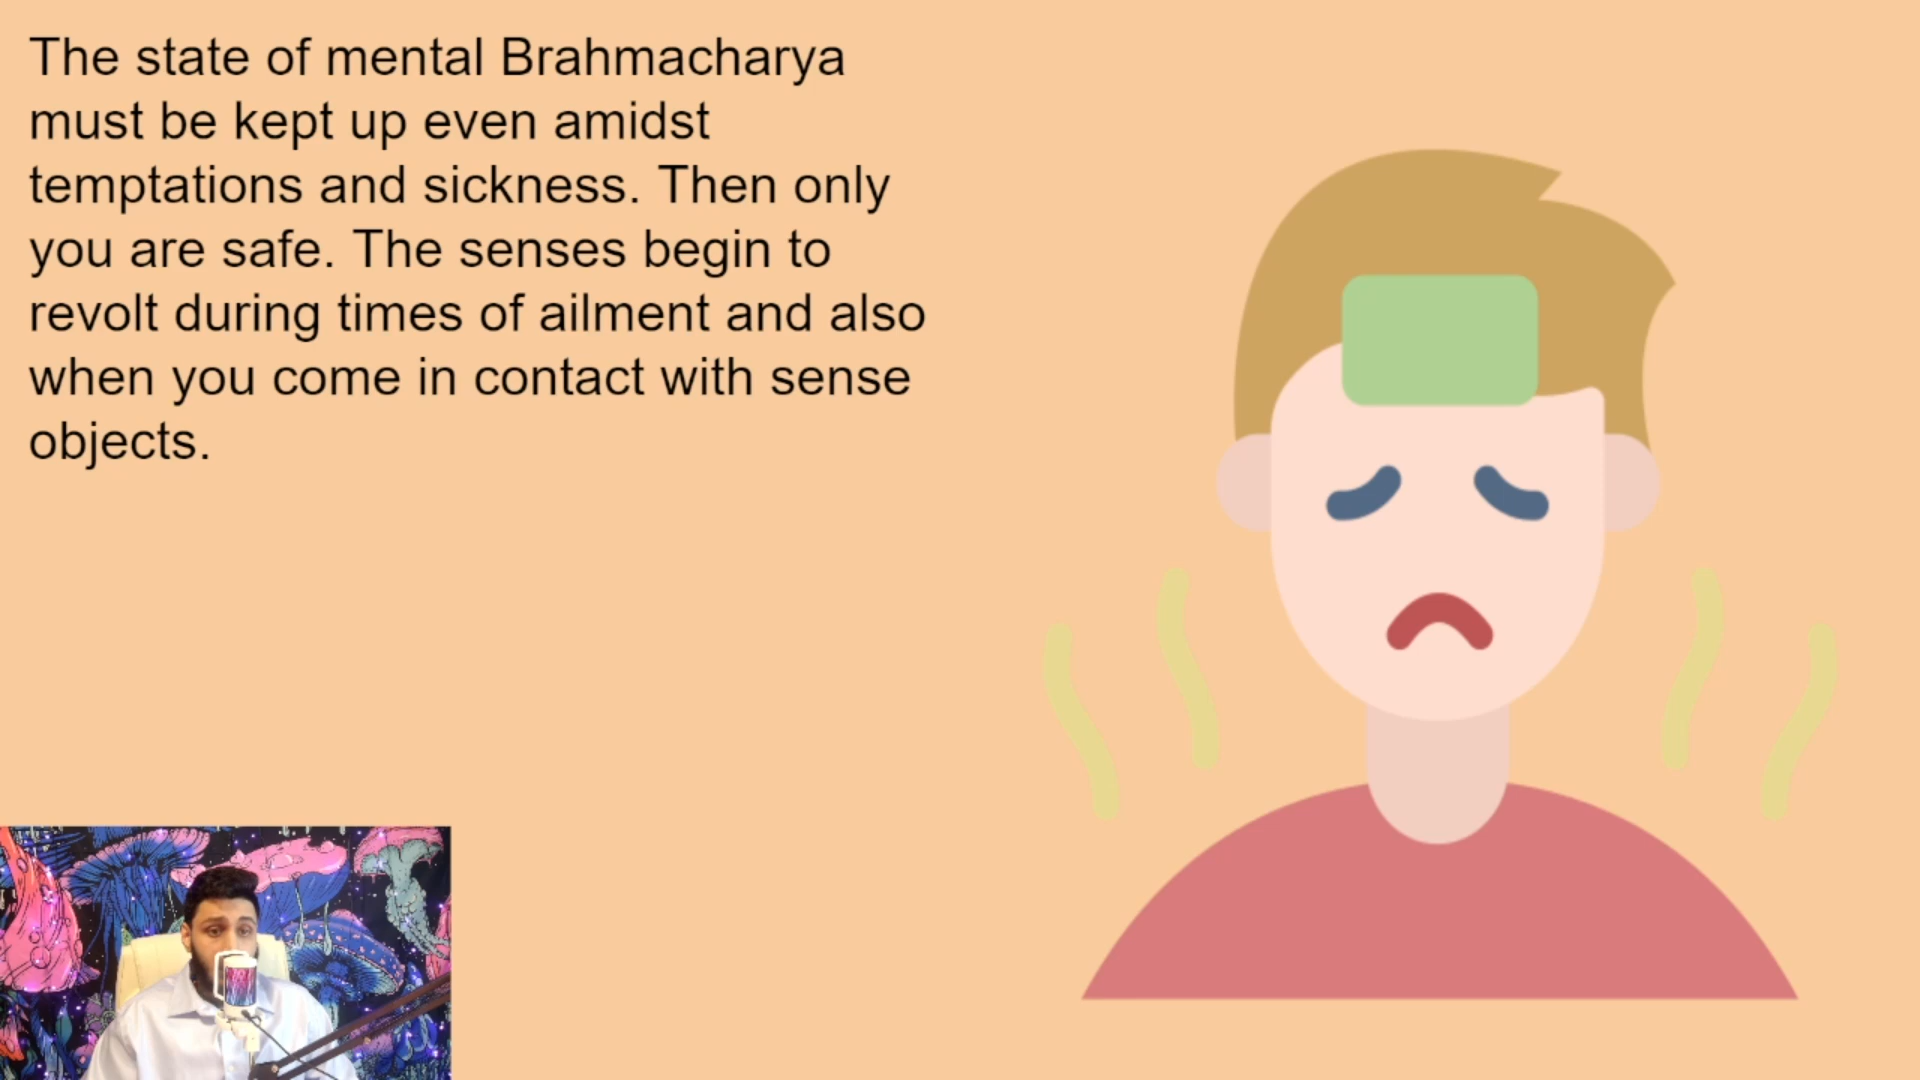 The state of mental Brahmacharya
must be kept up even amidst
temptations and sickness. Then only
you are safe. The senses begin to
revolt during times of ailment and also
when you come in contact with sense
objects.